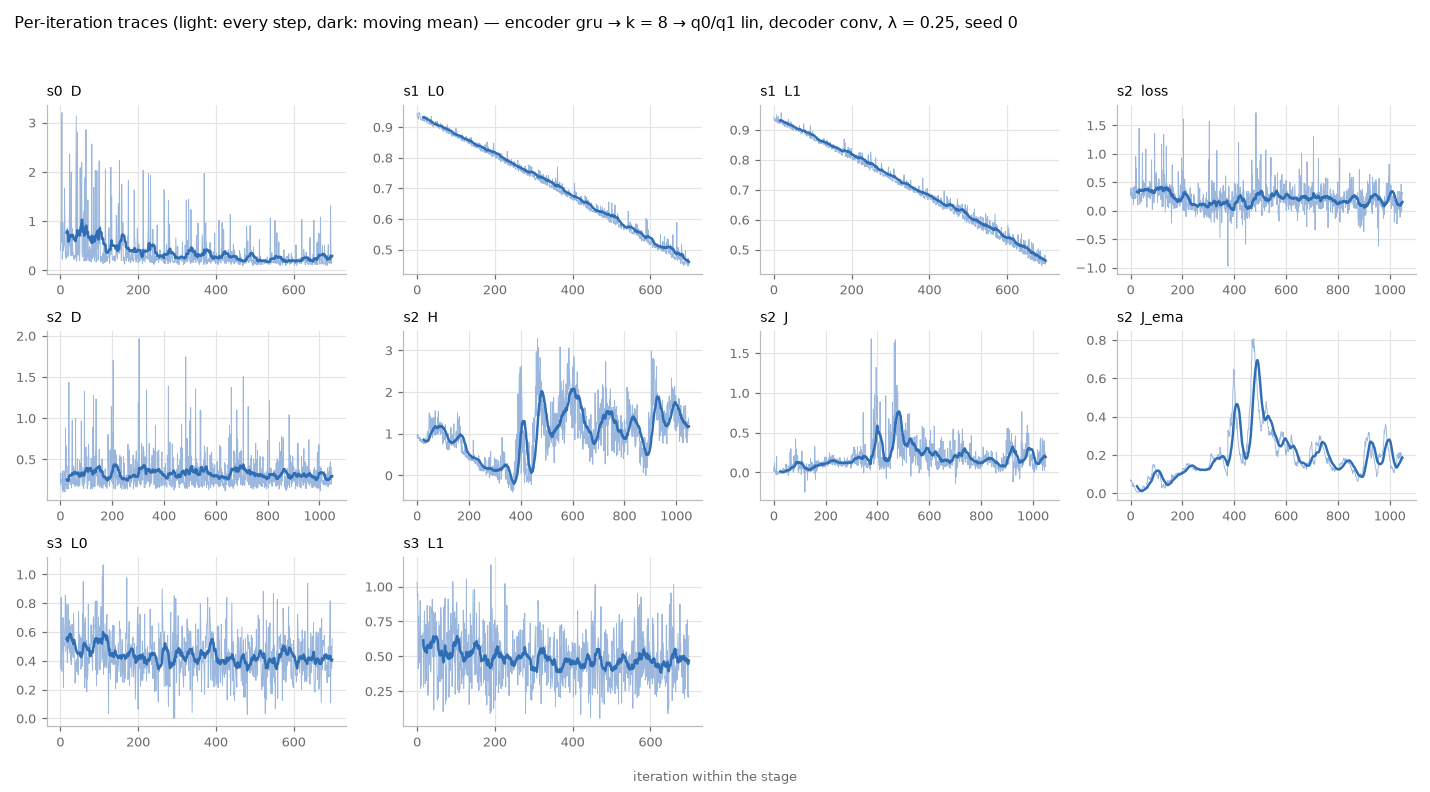 Per-iteration traces (light: every step, dark: moving mean) — encoder gru → k = 8 → q0/q1 lin, decoder conv, λ = 0.25, seed 0
s0 D
s1 L0
s1 L1
s2 loss
3
2
1
0
0.9
0.8
0.7
0.6
0.5
0.9
0.8
0.7
0.6
0.5
1.5
1.0
0.5
0.0
−0.5
−1.0
0 200 400 600
0 200 400 600
0 200 400 600
0 200 400 600 800 1000
s2 D
s2 H
s2 J
s2 J_ema
2.0
1.5
1.0
0.5
3
2
1
0
1.5
1.0
0.5
0.0
0.8
0.6
0.4
0.2
0.0
0 200 400 600 800 1000
0 200 400 600 800 1000
0 200 400 600 800 1000
0 200 400 600 800 1000
s3 L0
s3 L1
1.0
0.8
0.6
0.4
0.2
0.0
1.00
0.75
0.50
0.25
0 200 400 600
0 200 400 600
iteration within the stage